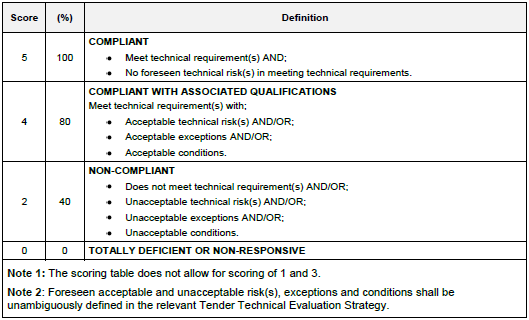 Score (%) Definition
COMPLIANT
5 100 • Meet technical requirement(s) AND;
• No foreseen technical risk(s) in meeting technical requirements.
COMPLIANT WITH ASSOCIATED QUALIFICATIONS
Meet technical requirement(s) with;
4 80 • Acceptable technical risk(s) AND/OR;
• Acceptable exceptions AND/OR;
• Acceptable conditions.
NON-COMPLIANT
• Does not meet technical requirement(s) AND/OR;
2 40 • Unacceptable technical risk(s) AND/OR;
• Unacceptable exceptions AND/OR;
• Unacceptable conditions.
0 0 TOTALLY DEFICIENT OR NON-RESPONSIVE
Note 1: The scoring table does not allow for scoring of 1 and 3.
Note 2: Foreseen acceptable and unacceptable risk(s), exceptions and conditions shall be
unambiguously defined in the relevant Tender Technical Evaluation Strategy.